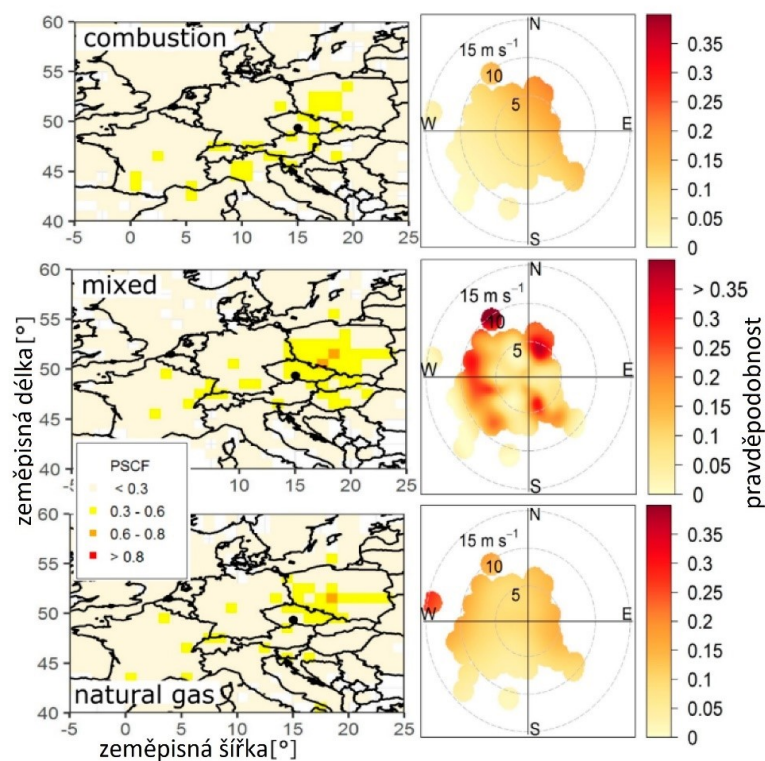 combustion
60
55
50
45
40
-5 0 5 10 15 20 25
N
15 m s⁻¹
10
5
W E
S
0.35
0.3
0.25
0.2
0.15
0.1
0.05
0
mixed
60
55
50
45
40
-5 0 5 10 15 20 25
N
15 m s⁻¹
10
5
W E
S
> 0.35
0.3
0.25
0.2
0.15
0.1
0.05
0
zeměpisná délka[°]
pravděpodobnost
PSCF
< 0.3
0.3 - 0.6
0.6 - 0.8
> 0.8
60
55
50
45
40
natural gas
-5 0 5 10 15 20 25
N
15 m s⁻¹
10
5
W E
S
0.35
0.3
0.25
0.2
0.15
0.1
0.05
0
zeměpisná šířka[°]